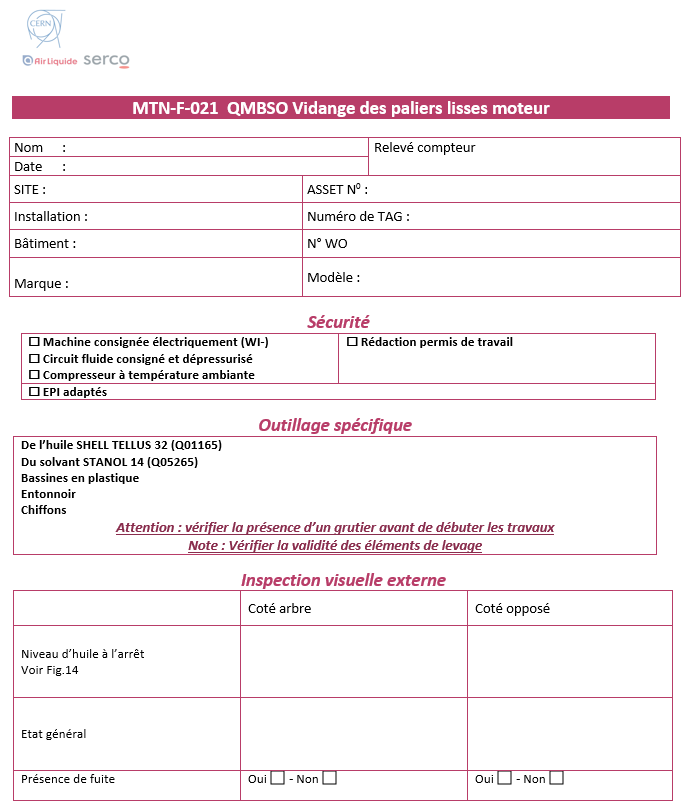 CERN
Air Liquide serco
MTN-F-021 QMBSO Vidange des paliers lisses moteur
Nom :
Relevé compteur
Date :
SITE :
ASSET N⁰ :
Installation :
Numéro de TAG :
Bâtiment :
N° WO
Marque :
Modèle :
Sécurité
☐ Machine consignée électriquement (WI-)
☐ Circuit fluide consigné et dépressurisé
☐ Compresseur à température ambiante
☐ Rédaction permis de travail
☐ EPI adaptés
Outillage spécifique
De l’huile SHELL TELLUS 32 (Q01165)
Du solvant STANOL 14 (Q05265)
Bassines en plastique
Entonnoir
Chiffons
Attention : vérifier la présence d’un grutier avant de débuter les travaux
Note : Vérifier la validité des éléments de levage
Inspection visuelle externe
Coté arbre
Coté opposé
Niveau d’huile à l’arrêt
Voir Fig.14
Etat général
Présence de fuite
Oui ☐ - Non ☐
Oui ☐ - Non ☐